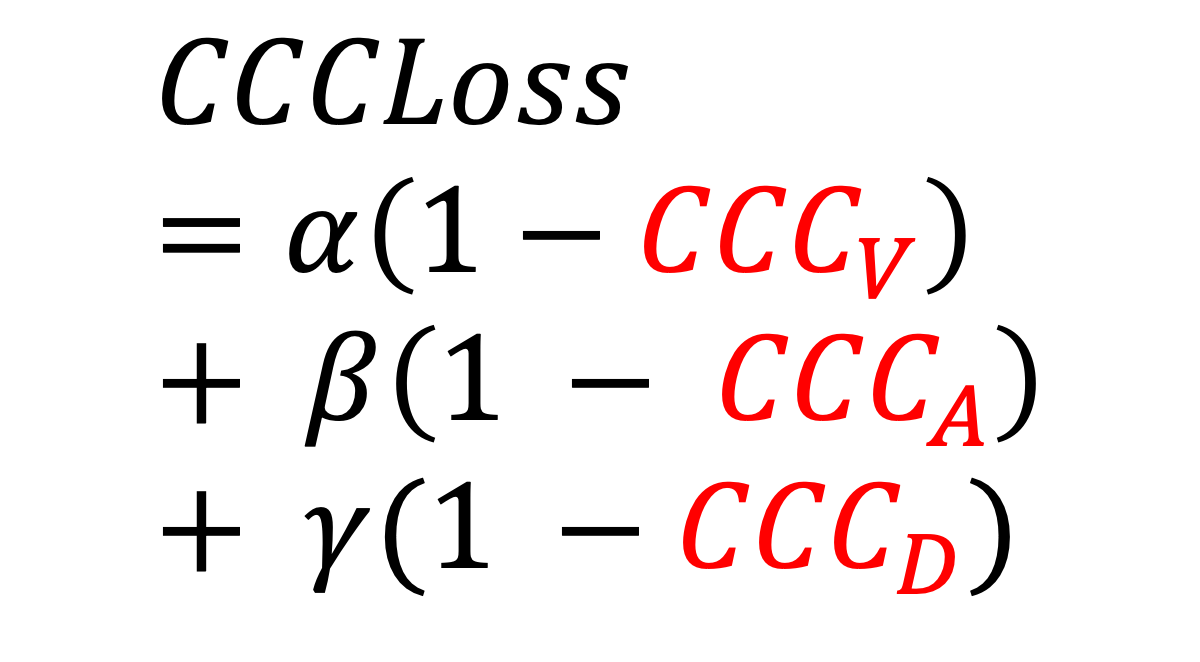 CCCLoss
= α(1 − CCC_V)
+ β(1 − CCC_A)
+ γ(1 − CCC_D)